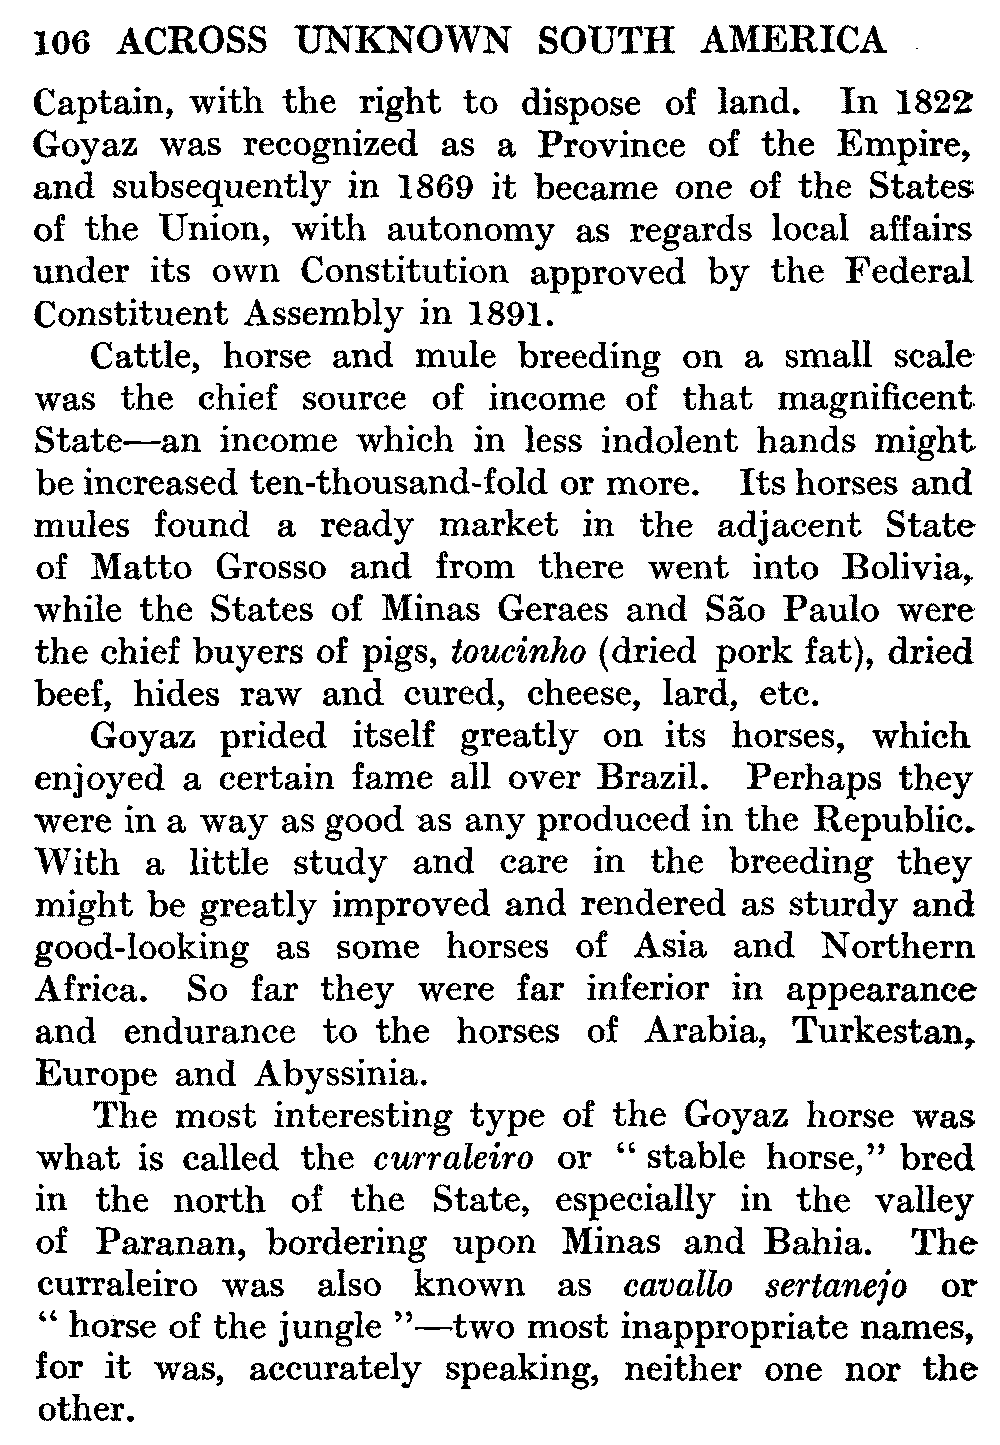 106 ACROSS UNKNOWN SOUTH AMERICA
Captain, with the right to dispose of land. In 1822
Goyaz was recognized as a Province of the Empire,
and subsequently in 1869 it became one of the States
of the Union, with autonomy as regards local affairs
under its own Constitution approved by the Federal
Constituent Assembly in 1891.
Cattle, horse and mule breeding on a small scale
was the chief source of income of that magnificent
State—an income which in less indolent hands might
be increased ten-thousand-fold or more. Its horses and
mules found a ready market in the adjacent State
of Matto Grosso and from there went into Bolivia,
while the States of Minas Geraes and São Paulo were
the chief buyers of pigs, toucinho (dried pork fat), dried
beef, hides raw and cured, cheese, lard, etc.
Goyaz prided itself greatly on its horses, which
enjoyed a certain fame all over Brazil. Perhaps they
were in a way as good as any produced in the Republic.
With a little study and care in the breeding they
might be greatly improved and rendered as sturdy and
good-looking as some horses of Asia and Northern
Africa. So far they were far inferior in appearance
and endurance to the horses of Arabia, Turkestan,
Europe and Abyssinia.
The most interesting type of the Goyaz horse was
what is called the curraleiro or “ stable horse,” bred
in the north of the State, especially in the valley
of Paranan, bordering upon Minas and Bahia. The
curraleiro was also known as cavallo sertanejo or
“ horse of the jungle ”—two most inappropriate names,
for it was, accurately speaking, neither one nor the
other.